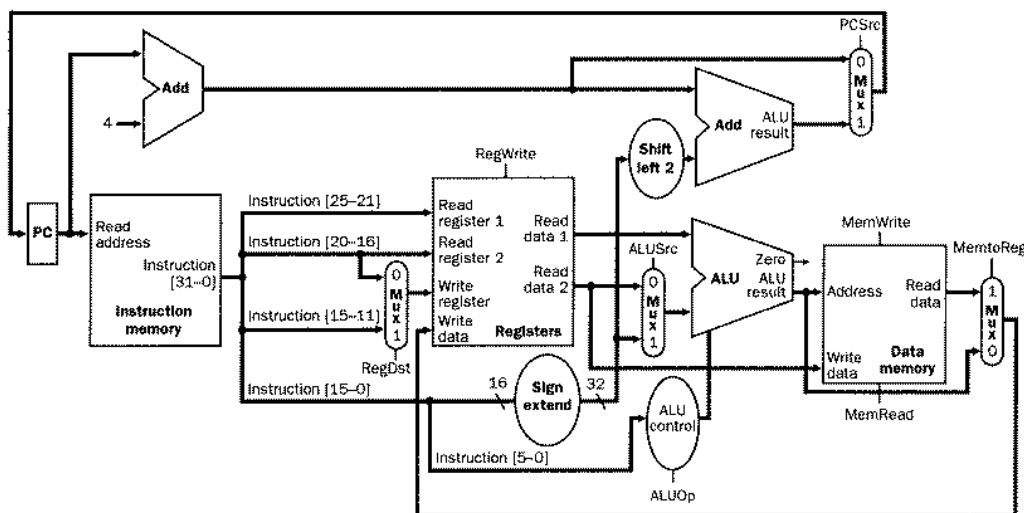 PCSrc
0
M
u
x
1
Add
4
Add
ALU
result
Shift
left 2
RegWrite
Instruction [25–21]
Read
register 1
Read
data 1
PC
Read
address
Instruction [20–16]
Read
register 2
Read
data 2
ALUSrc
MemWrite
MemtoReg
Instruction
[31–0]
Instruction
memory
0
M
u
x
1
Write
register
Write
data
Registers
0
M
u
x
1
Zero
ALU
ALU
result
Address
Read
data
1
M
u
x
0
Instruction [15–11]
RegDst
Write
data
Data
memory
MemRead
Instruction [15–0]
16
Sign
extend
32
ALU
control
Instruction [5–0]
ALUOp